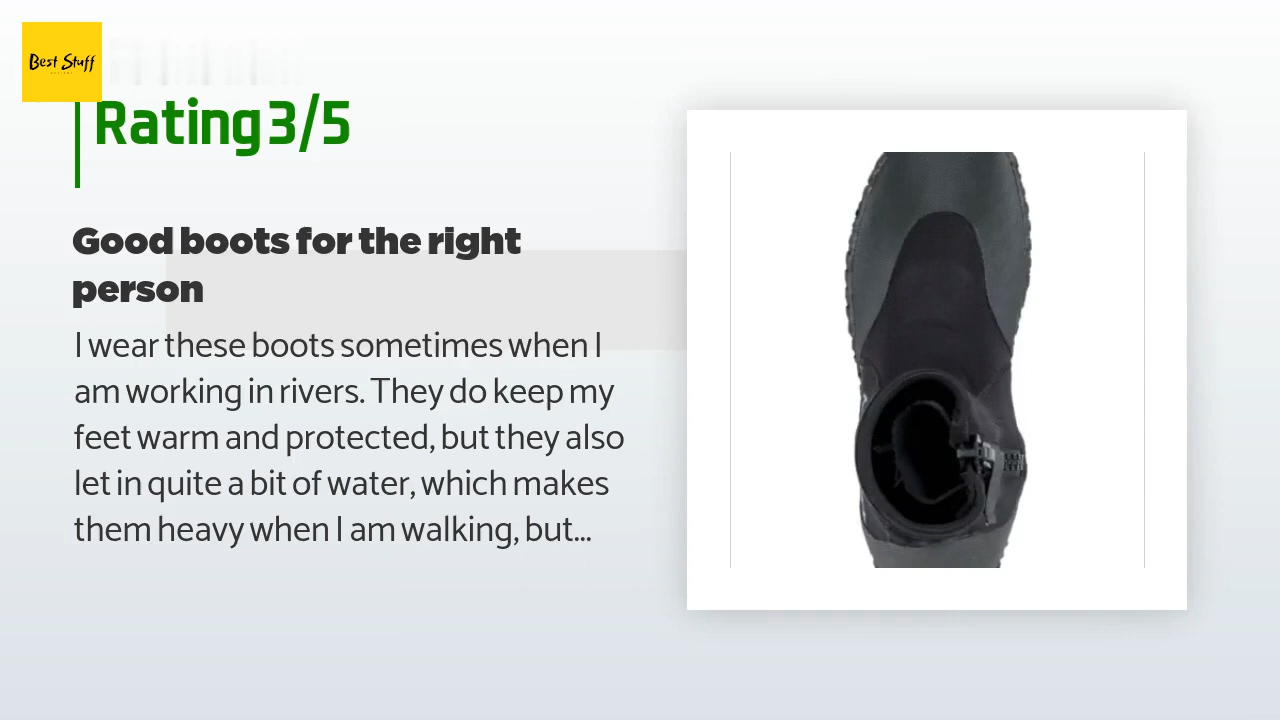 Best Stuff
Rating 3/5
Good boots for the right
person
I wear these boots sometimes when I
am working in rivers. They do keep my
feet warm and protected, but they also
let in quite a bit of water, which makes
them heavy when I am walking, but...